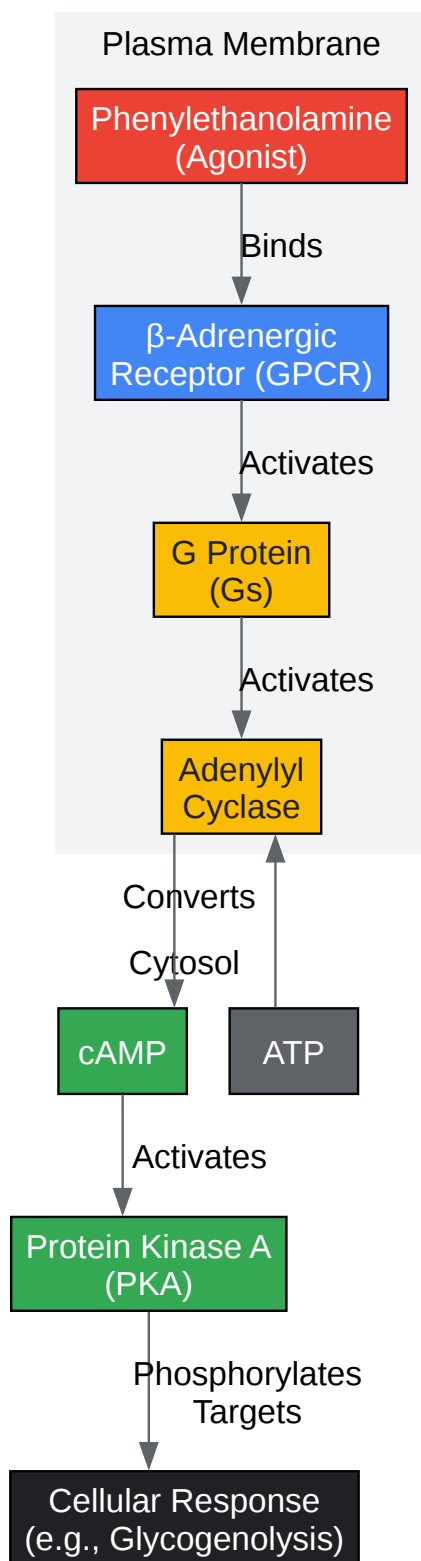 Plasma Membrane
Phenylethanolamine
(Agonist)
Binds
β-Adrenergic
Receptor (GPCR)
Activates
G Protein
(Gs)
Activates
Adenylyl
Cyclase
Converts
Cytosol
cAMP
ATP
Activates
Protein Kinase A
(PKA)
Phosphorylates
Targets
Cellular Response
(e.g., Glycogenolysis)